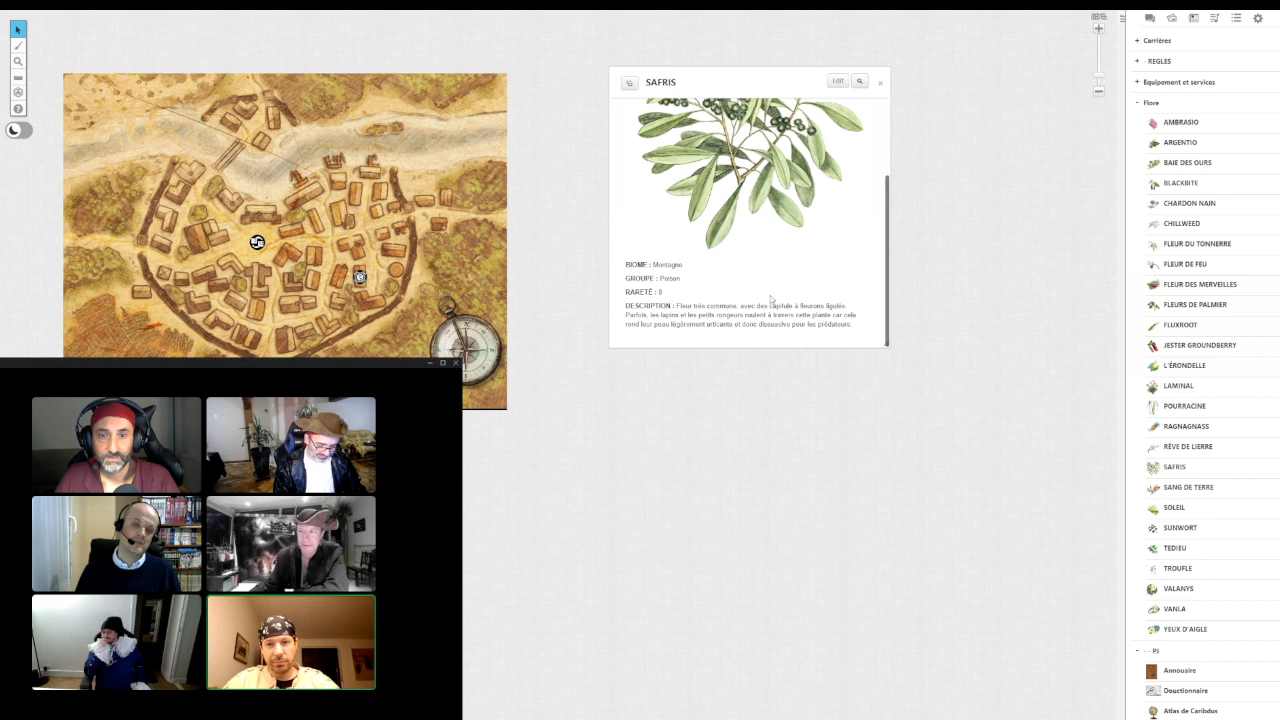 SAFRIS
Edit
BIOME : Montagne
GROUPE : Poison
RARETÉ : 8
DESCRIPTION : Fleur très commune, avec des capitule à fleurons ligulés
Parfois, les lapins et les petits rongeurs roulent à travers cette plante car cela
rend leur peau légèrement urticante et donc dissuasive pour les prédateurs.
Carrières
- REGLES
Equipement et services
Flore
AMBRASIO
ARGENTIO
BAIE DES OURS
BLACKBITE
CHARDON NAIN
CHILLWEED
FLEUR DU TONNERRE
FLEUR DE FEU
FLEUR DES MERVEILLES
FLEURS DE PALMIER
FLUXROOT
JESTER GROUNDBERRY
L'ÉRONDELLE
LAMINAL
POURRACINE
RAGNAGNASS
RÊVE DE LIERRE
SAFRIS
SANG DE TERRE
SOLEIL
SUNWORT
TEDIEU
TROUFLE
VALANYS
VANLA
YEUX D'AIGLE
- - PJ
Annouaire
Douctionnaire
Atlas de Caribdus